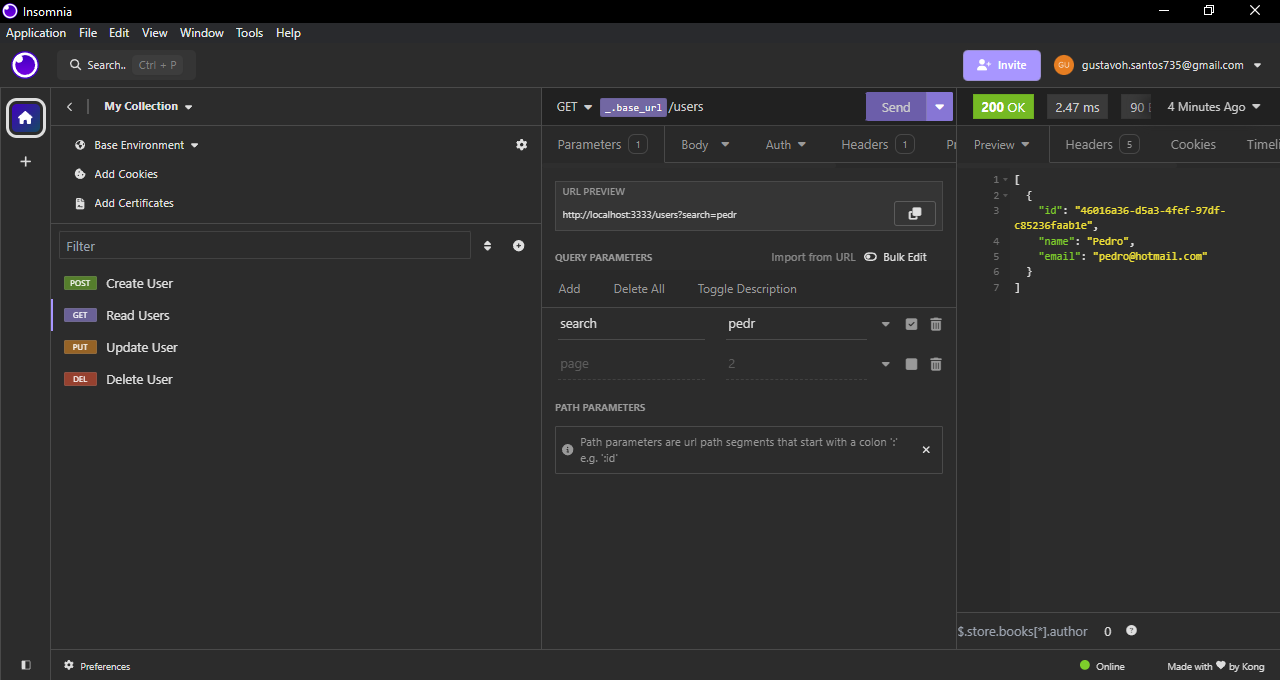 Insomnia
Application File Edit View Window Tools Help
Search.. Ctrl + P
Invite
GU
gustavoh.santos735@gmail.com
My Collection
Base Environment
Add Cookies
Add Certificates
Filter
POST Create User
GET Read Users
PUT Update User
DEL Delete User
Preferences
GET _.base_url /users
Send
Parameters 1 Body Auth Headers 1
URL PREVIEW
http://localhost:3333/users?search=pedr
QUERY PARAMETERS Import from URL Bulk Edit
Add Delete All Toggle Description
search pedr
page 2
PATH PARAMETERS
Path parameters are url path segments that start with a colon ':'
e.g. ':id'
200 OK 2.47 ms 90 4 Minutes Ago
Preview Headers 5 Cookies
1 [
2 {
3 "id": "46016a36-d5a3-4fef-97df-
c85236faab1e",
4 "name": "Pedro",
5 "email": "pedro@hotmail.com"
6 }
7 ]
$.store.books[*].author 0
Online Made with by Kong